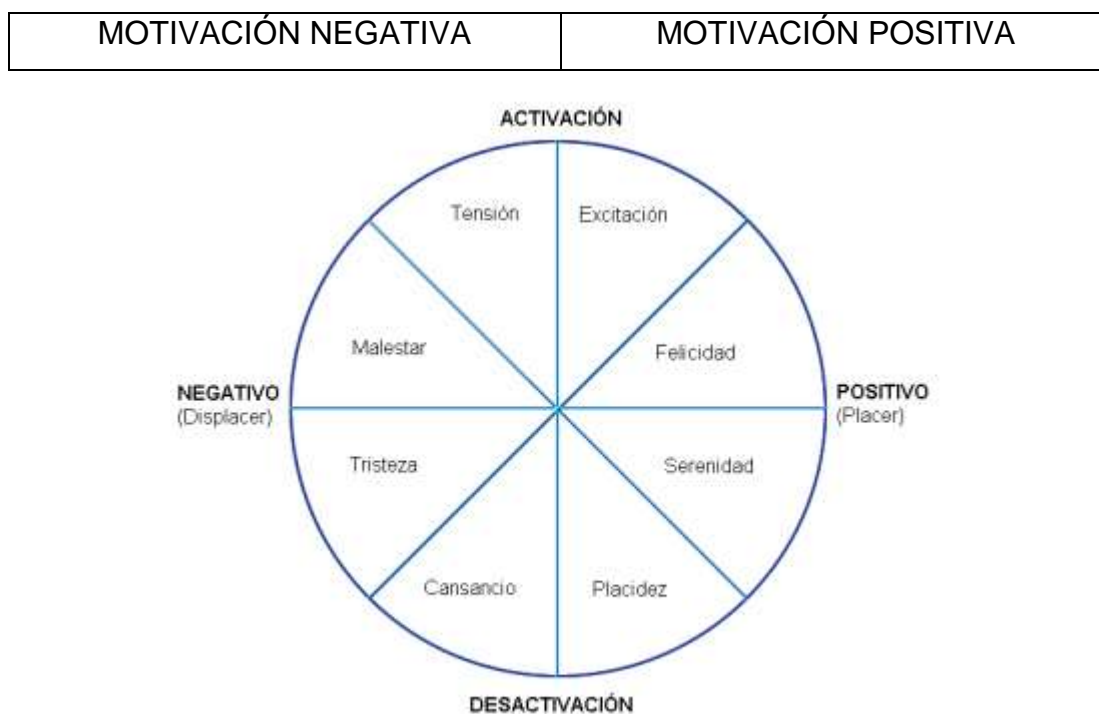 MOTIVACIÓN NEGATIVA
MOTIVACIÓN POSITIVA
ACTIVACIÓN
Tensión
Excitación
Malestar
Felicidad
NEGATIVO
(Displacer)
POSITIVO
(Placer)
Tristeza
Serenidad
Cansancio
Placidez
DESACTIVACIÓN